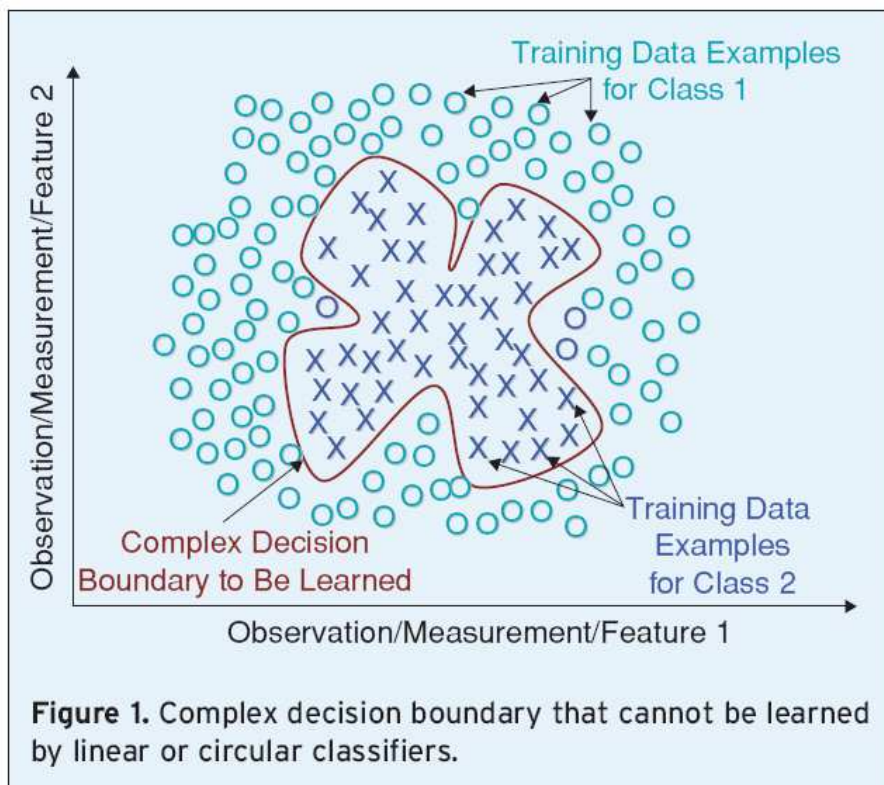 Training Data Examples
for Class 1
Observation/Measurement/Feature 2
Complex Decision
Boundary to Be Learned
Training Data
Examples
for Class 2
Observation/Measurement/Feature 1
Figure 1. Complex decision boundary that cannot be learned
by linear or circular classifiers.